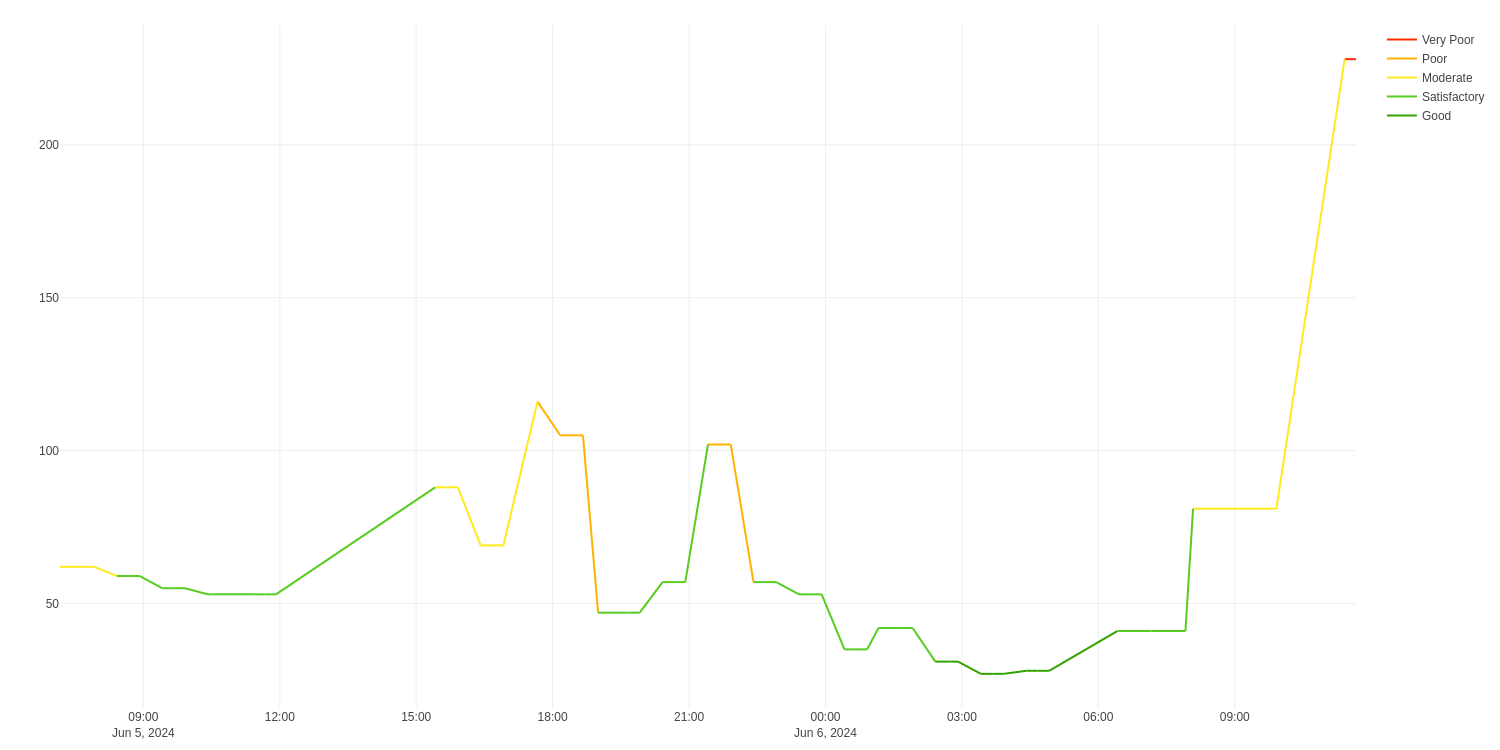 Very Poor
Poor
Moderate
Satisfactory
Good
200
150
100
50
09:00
12:00
15:00
18:00
21:00
00:00
03:00
06:00
09:00
Jun 5, 2024
Jun 6, 2024